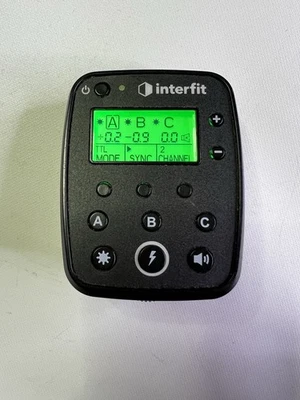 interfit
A B C
+0.2 -0.9 0.0
TTL 2
MODE SYNC CHANNEL
+
-
A B C